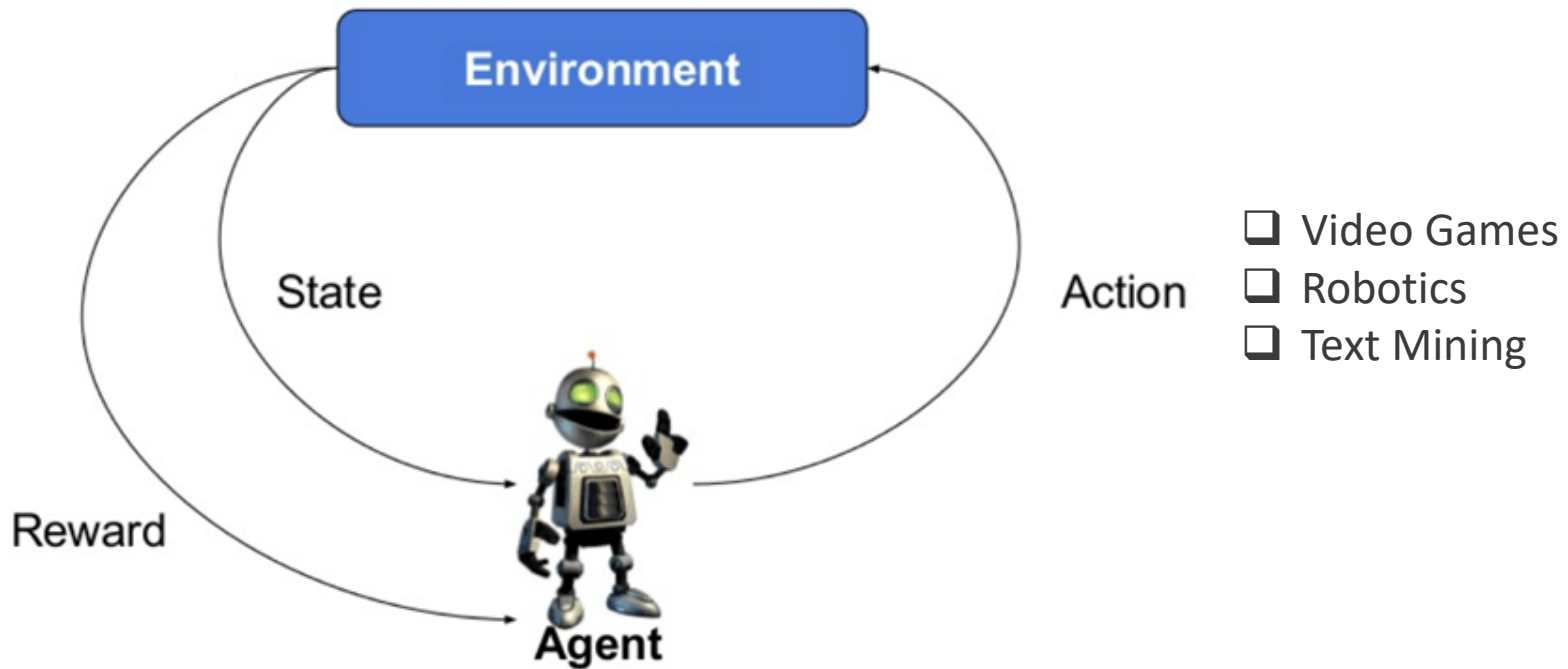 Environment
State
Action
Reward
Agent
❑ Video Games
❑ Robotics
❑ Text Mining